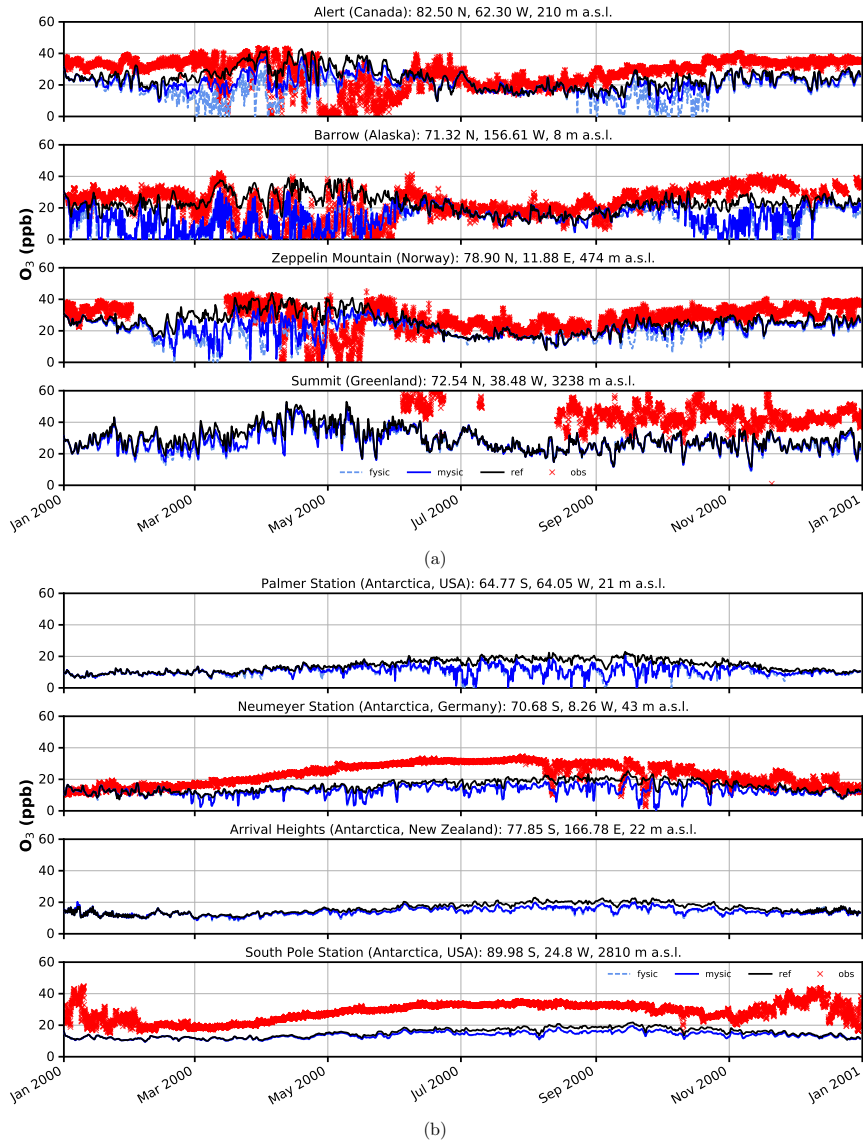 Alert (Canada): 82.50 N, 62.30 W, 210 m a.s.l.
60
40
20
0
Barrow (Alaska): 71.32 N, 156.61 W, 8 m a.s.l.
60
40
20
0
O3 (ppb)
Zeppelin Mountain (Norway): 78.90 N, 11.88 E, 474 m a.s.l.
60
40
20
0
Summit (Greenland): 72.54 N, 38.48 W, 3238 m a.s.l.
60
40
20
0
fysic mysic ref obs
Jan 2000 Mar 2000 May 2000 Jul 2000 Sep 2000 Nov 2000 Jan 2001
(a)
Palmer Station (Antarctica, USA): 64.77 S, 64.05 W, 21 m a.s.l.
60
40
20
0
Neumeyer Station (Antarctica, Germany): 70.68 S, 8.26 W, 43 m a.s.l.
60
40
20
0
O3 (ppb)
Arrival Heights (Antarctica, New Zealand): 77.85 S, 166.78 E, 22 m a.s.l.
60
40
20
0
South Pole Station (Antarctica, USA): 89.98 S, 24.8 W, 2810 m a.s.l.
60
40
20
0
fysic mysic ref obs
Jan 2000 Mar 2000 May 2000 Jul 2000 Sep 2000 Nov 2000 Jan 2001
(b)